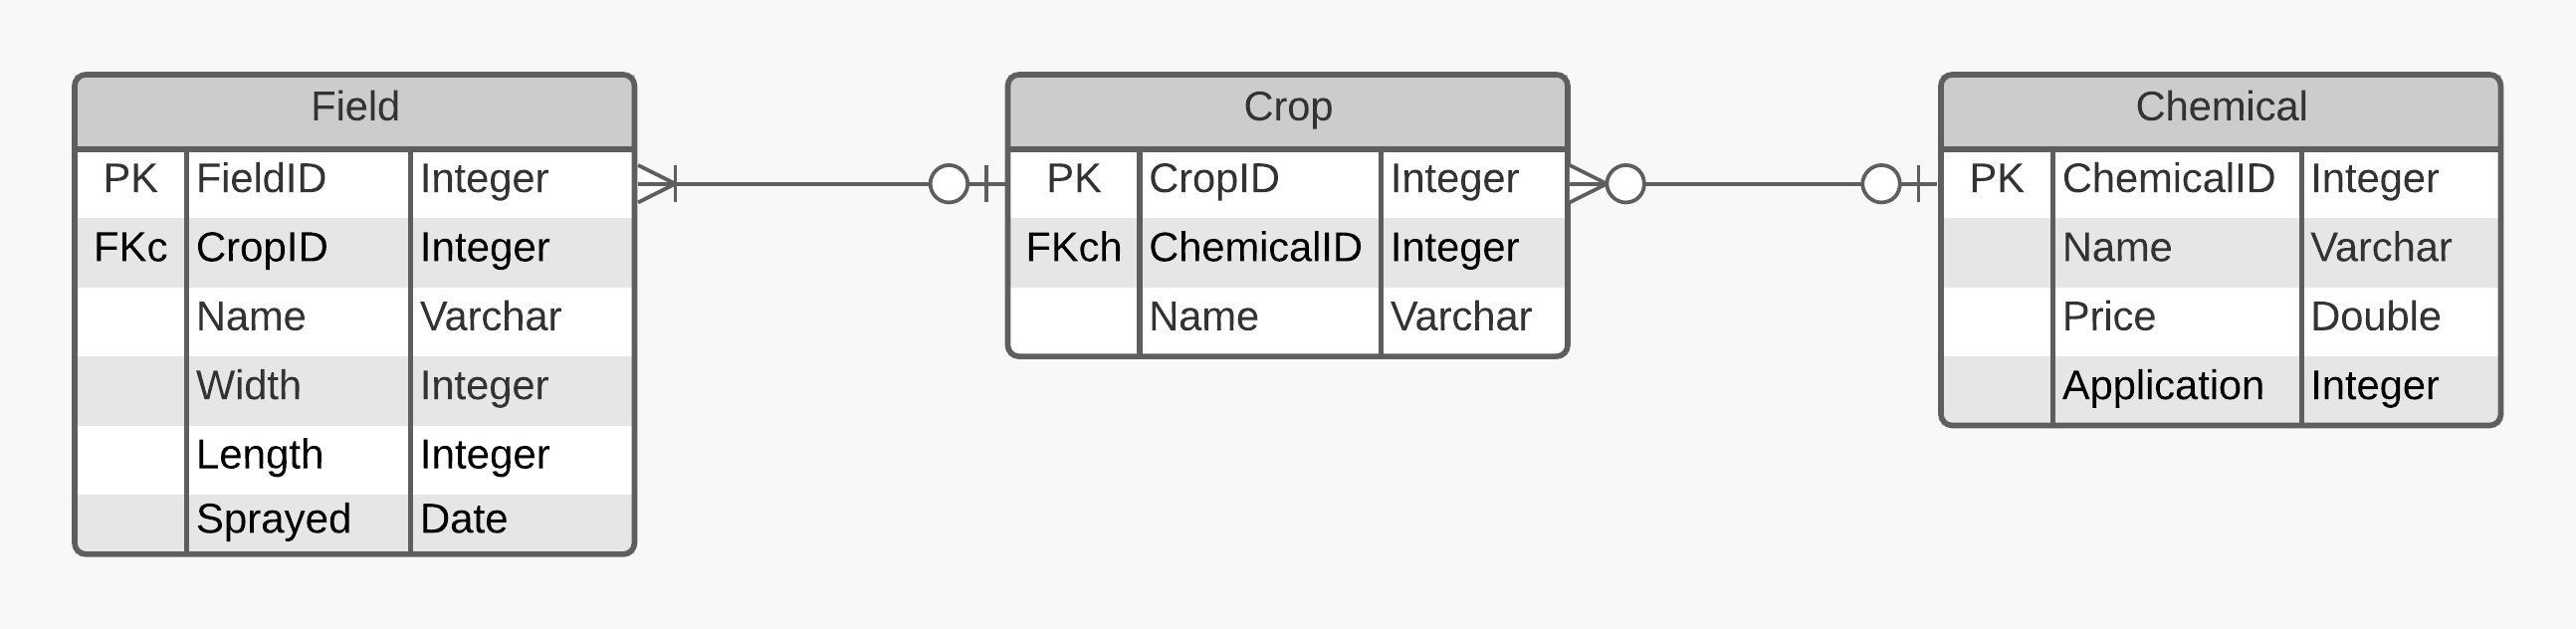 Field
PK FieldID Integer
FKc CropID Integer
Name Varchar
Width Integer
Length Integer
Sprayed Date
Crop
PK CropID Integer
FKch ChemicalID Integer
Name Varchar
Chemical
PK ChemicalID Integer
Name Varchar
Price Double
Application Integer